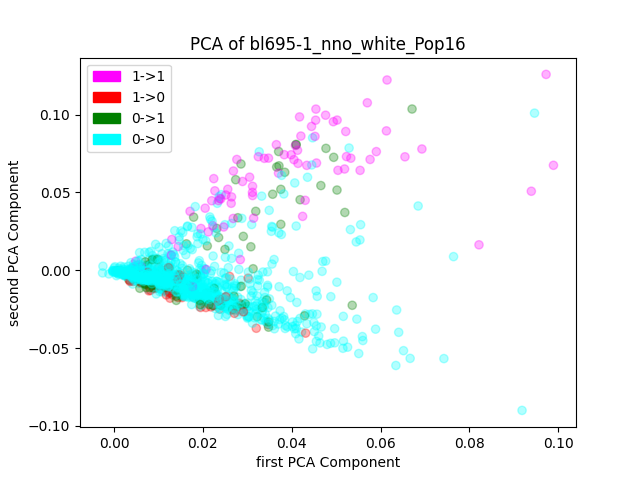 PCA of bl695-1_nno_white_Pop16
1->1
1->0
0->1
0->0
0.10
0.05
0.00
−0.05
−0.10
second PCA Component
0.00 0.02 0.04 0.06 0.08 0.10
first PCA Component